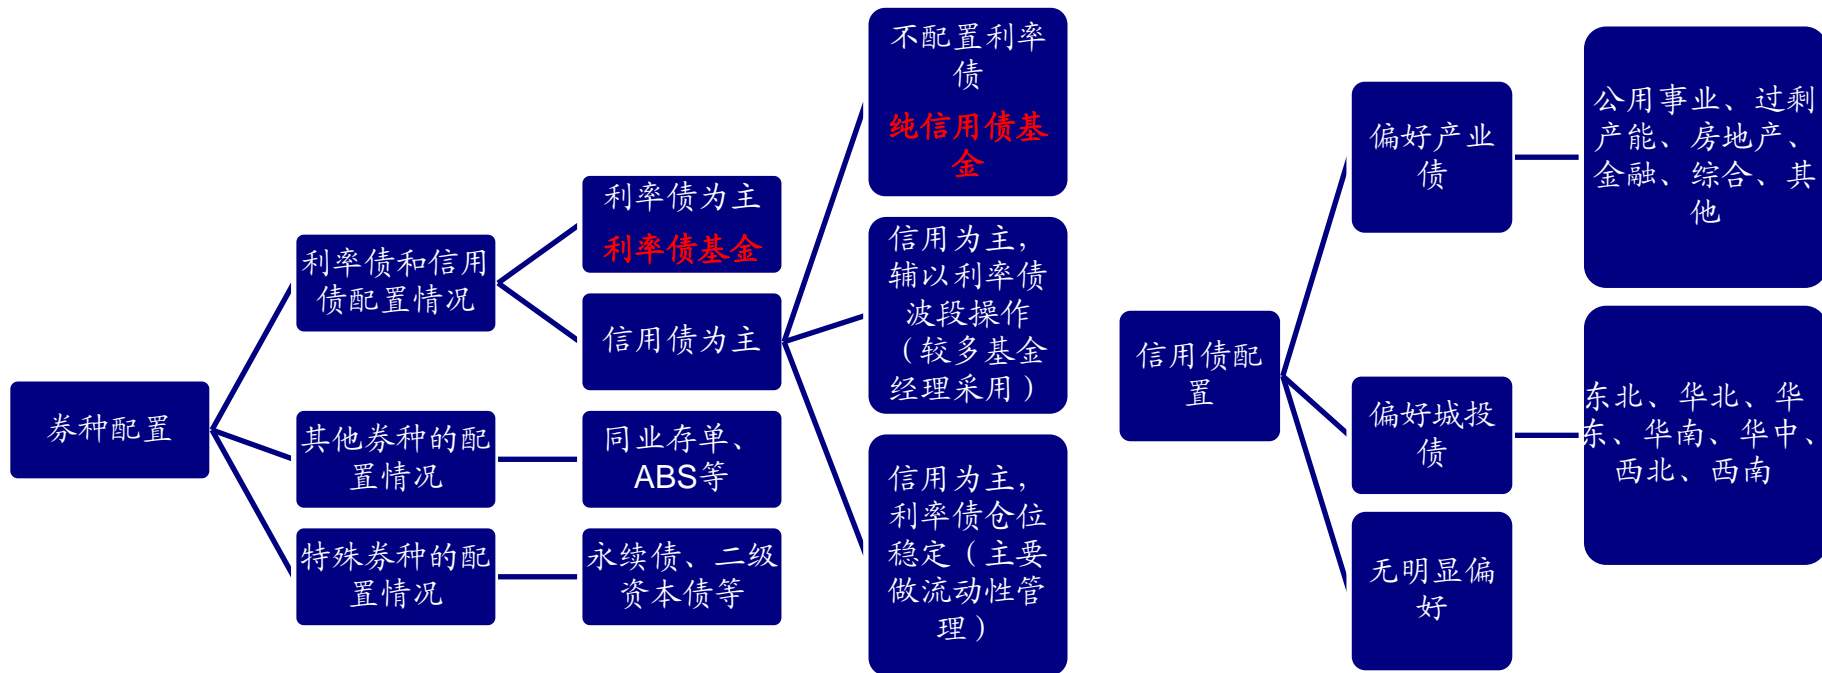 券种配置
利率债和信用
债配置情况
其他券种的配
置情况
特殊券种的配
置情况
利率债为主
利率债基金
信用债为主
同业存单、
ABS等
永续债、二级
资本债等
不配置利率
债
纯信用债基
金
信用为主，
辅以利率债
波段操作
（较多基金
经理采用）
信用为主，
利率债仓位
稳定（主要
做流动性管
理）
信用债配
置
偏好产业
债
偏好城投
债
无明显偏
好
公用事业、过剩
产能、房地产、
金融、综合、其
他
东北、华北、华
东、华南、华中、
西北、西南